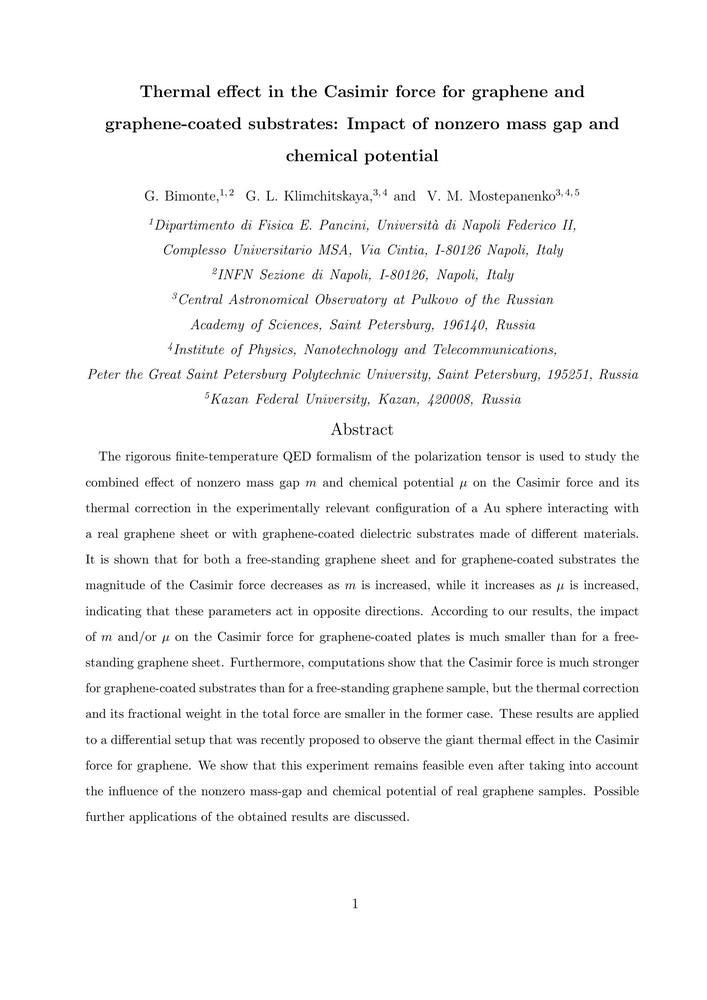 Thermal effect in the Casimir force for graphene and
graphene-coated substrates: Impact of nonzero mass gap and
chemical potential
G. Bimonte,1, 2 G. L. Klimchitskaya,3, 4 and V. M. Mostepanenko3, 4, 5
1Dipartimento di Fisica E. Pancini, Università di Napoli Federico II,
Complesso Universitario MSA, Via Cintia, I-80126 Napoli, Italy
2INFN Sezione di Napoli, I-80126, Napoli, Italy
3Central Astronomical Observatory at Pulkovo of the Russian
Academy of Sciences, Saint Petersburg, 196140, Russia
4Institute of Physics, Nanotechnology and Telecommunications,
Peter the Great Saint Petersburg Polytechnic University, Saint Petersburg, 195251, Russia
5Kazan Federal University, Kazan, 420008, Russia
Abstract
The rigorous finite-temperature QED formalism of the polarization tensor is used to study the
combined effect of nonzero mass gap m and chemical potential μ on the Casimir force and its
thermal correction in the experimentally relevant configuration of a Au sphere interacting with
a real graphene sheet or with graphene-coated dielectric substrates made of different materials.
It is shown that for both a free-standing graphene sheet and for graphene-coated substrates the
magnitude of the Casimir force decreases as m is increased, while it increases as μ is increased,
indicating that these parameters act in opposite directions. According to our results, the impact
of m and/or μ on the Casimir force for graphene-coated plates is much smaller than for a free-
standing graphene sheet. Furthermore, computations show that the Casimir force is much stronger
for graphene-coated substrates than for a free-standing graphene sample, but the thermal correction
and its fractional weight in the total force are smaller in the former case. These results are applied
to a differential setup that was recently proposed to observe the giant thermal effect in the Casimir
force for graphene. We show that this experiment remains feasible even after taking into account
the influence of the nonzero mass-gap and chemical potential of real graphene samples. Possible
further applications of the obtained results are discussed.
1